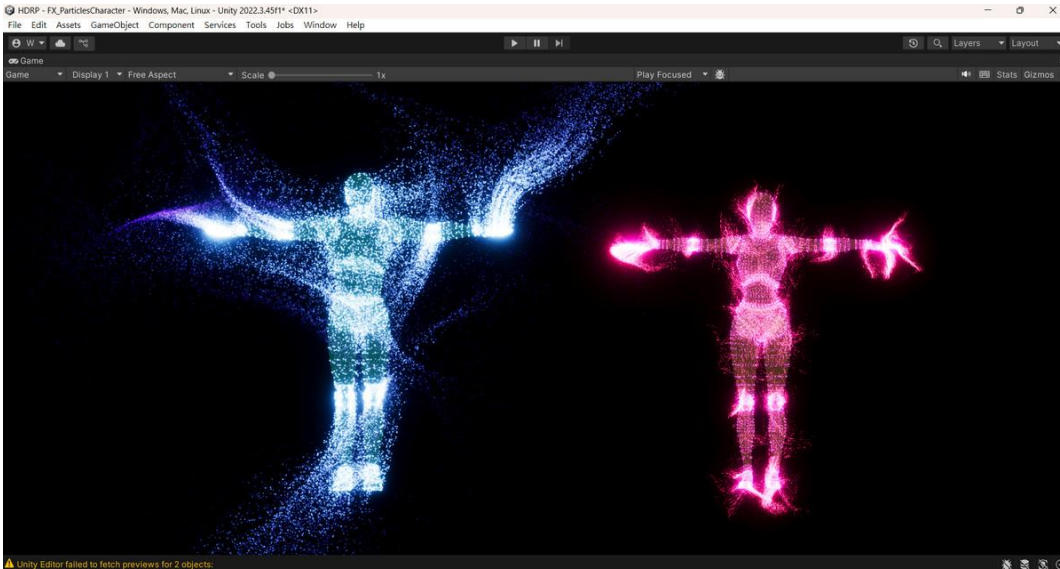 HDRP - FX_ParticlesCharacter - Windows, Mac, Linux - Unity 2022.3.45f1* <DX11>
File Edit Assets GameObject Component Services Tools Jobs Window Help
W Layers Layout
Game
Game Display 1 Free Aspect Scale 1x Play Focused Stats Gizmos
Unity Editor failed to fetch previews for 2 objects: